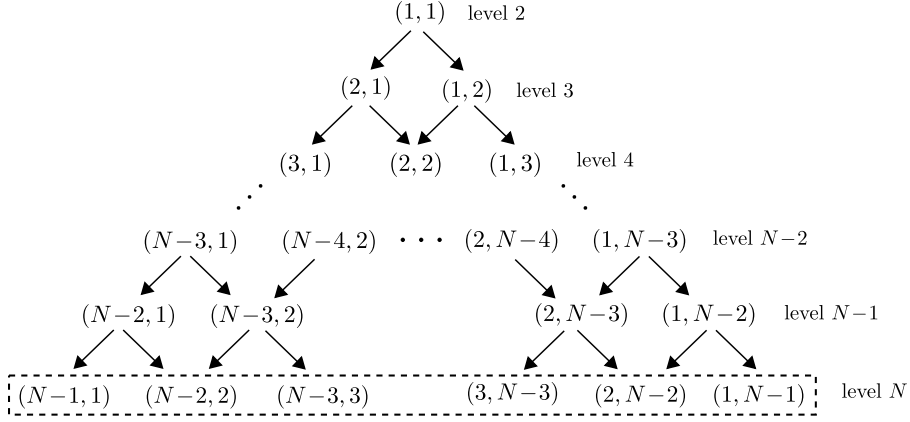 (1, 1) level 2
(2, 1) (1, 2) level 3
(3, 1) (2, 2) (1, 3) level 4
(N−3, 1) (N−4, 2) · · · (2, N−4) (1, N−3) level N−2
(N−2, 1) (N−3, 2) (2, N−3) (1, N−2) level N−1
(N−1, 1) (N−2, 2) (N−3, 3) (3, N−3) (2, N−2) (1, N−1) level N